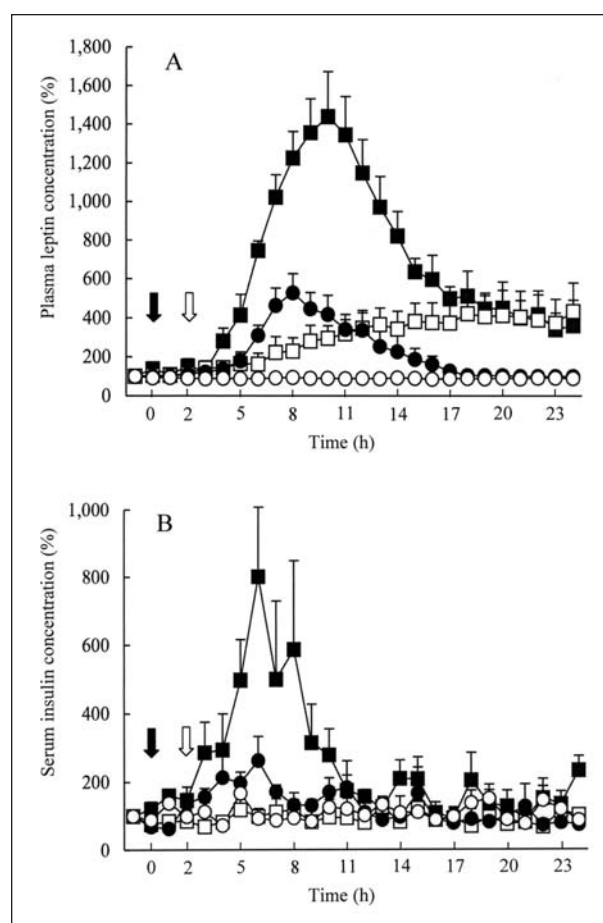 A
Plasma leptin concentration (%)
1,800
1,600
1,400
1,200
1,000
800
600
400
200
0
0 2 5 8 11 14 17 20 23
Time (h)
B
Serum insulin concentration (%)
1,000
800
600
400
200
0
0 2 5 8 11 14 17 20 23
Time (h)